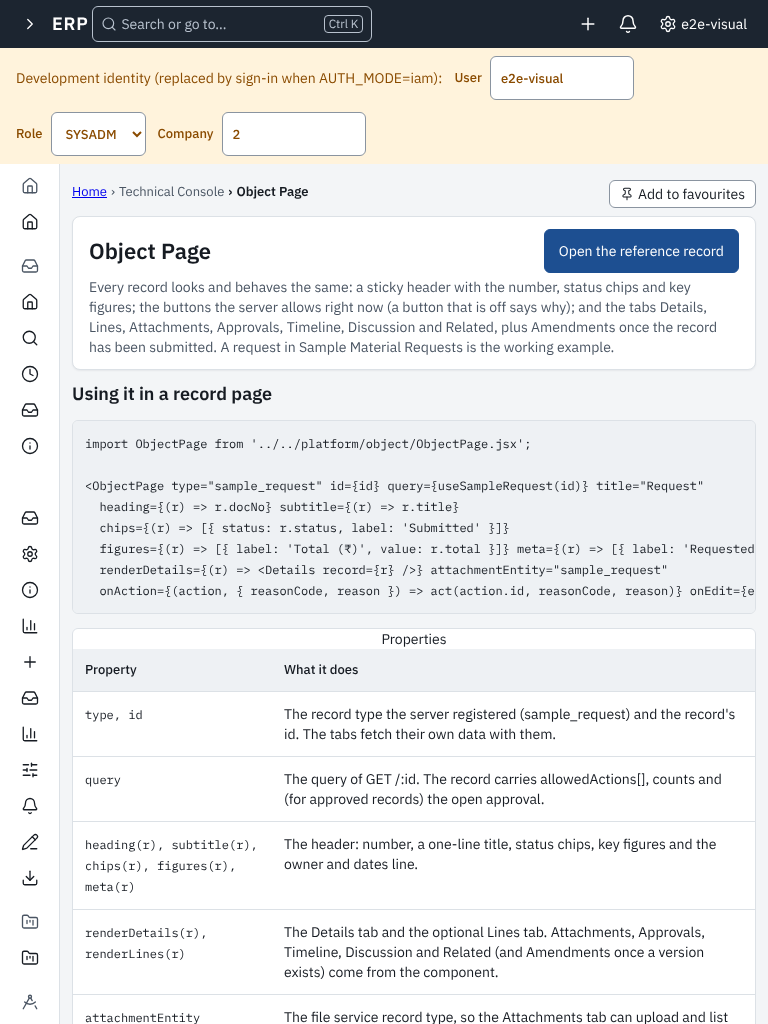 ERP
Search or go to...
Ctrl K
e2e-visual
Development identity (replaced by sign-in when AUTH_MODE=iam):
User
e2e-visual
Role
SYSADM
Company
2
Home › Technical Console › Object Page
Add to favourites
Object Page
Open the reference record
Every record looks and behaves the same: a sticky header with the number, status chips and key
figures; the buttons the server allows right now (a button that is off says why); and the tabs Details,
Lines, Attachments, Approvals, Timeline, Discussion and Related, plus Amendments once the record
has been submitted. A request in Sample Material Requests is the working example.
Using it in a record page
import ObjectPage from '../../platform/object/ObjectPage.jsx';
<ObjectPage type="sample_request" id={id} query={useSampleRequest(id)} title="Request"
heading={(r) => r.docNo} subtitle={(r) => r.title}
chips={(r) => [{ status: r.status, label: 'Submitted' }]}
figures={(r) => [{ label: 'Total (₹)', value: r.total }]} meta={(r) => [{ label: 'Requested
renderDetails={(r) => <Details record={r} />} attachmentEntity="sample_request"
onAction={(action, { reasonCode, reason }) => act(action.id, reasonCode, reason)} onEdit={e
Properties
Property
What it does
type, id
The record type the server registered (sample_request) and the record's
id. The tabs fetch their own data with them.
query
The query of GET /:id. The record carries allowedActions[], counts and
(for approved records) the open approval.
heading(r), subtitle(r),
chips(r), figures(r),
meta(r)
The header: number, a one-line title, status chips, key figures and the
owner and dates line.
renderDetails(r),
renderLines(r)
The Details tab and the optional Lines tab. Attachments, Approvals,
Timeline, Discussion and Related (and Amendments once a version
exists) come from the component.
attachmentEntity
The file service record type, so the Attachments tab can upload and list